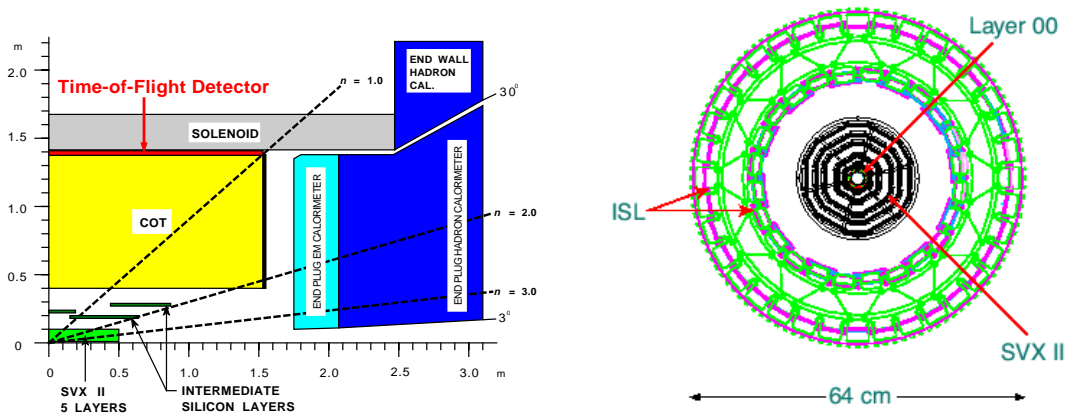 m
2.0
Time-of-Flight Detector
n = 1.0
END WALL
HADRON
CAL.
30⁰
SOLENOID
1.5
1.0
COT
END PLUG EM CALORIMETER
END PLUG HADRON CALORIMETER
n = 2.0
0.5
n = 3.0
3⁰
0
0 0.5 1.0 1.5 2.0 2.5 3.0 m
SVX II
5 LAYERS
INTERMEDIATE
SILICON LAYERS
Layer 00
ISL
SVX II
64 cm